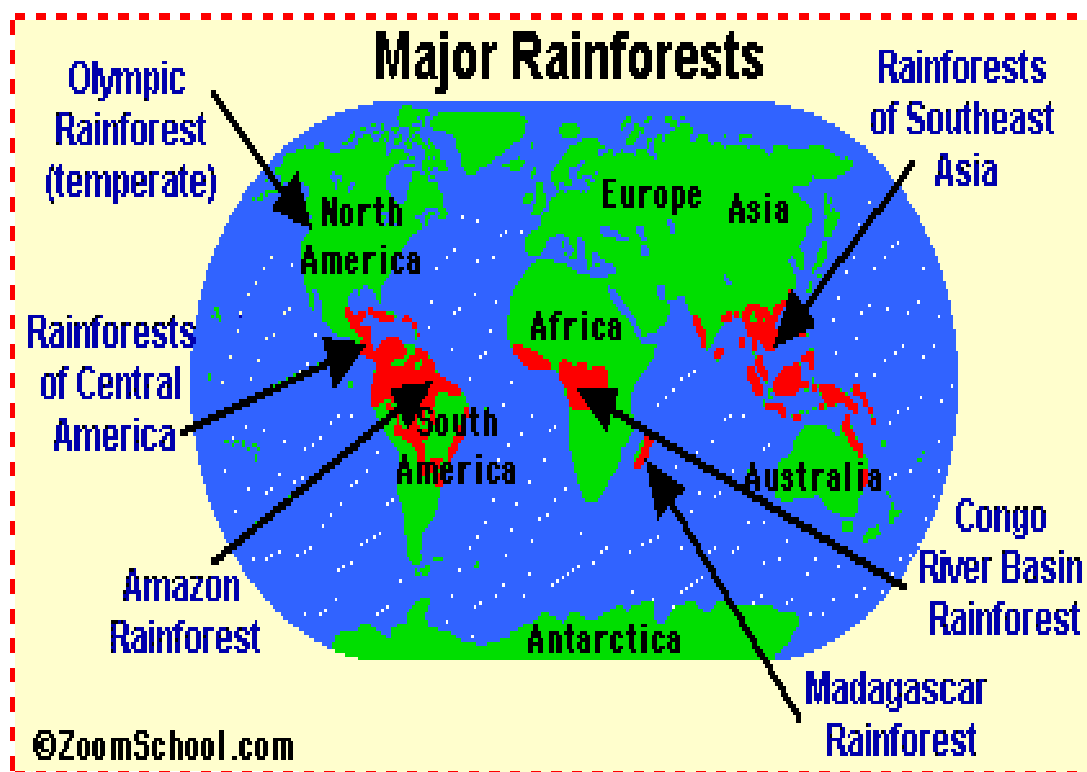 Major Rainforests
Olympic
Rainforest
(temperate)
Rainforests
of Southeast
Asia
North
America
Europe
Asia
Africa
Rainforests
of Central
America
South
America
Australia
Congo
River Basin
Rainforest
Amazon
Rainforest
Antarctica
Madagascar
Rainforest
©ZoomSchool.com